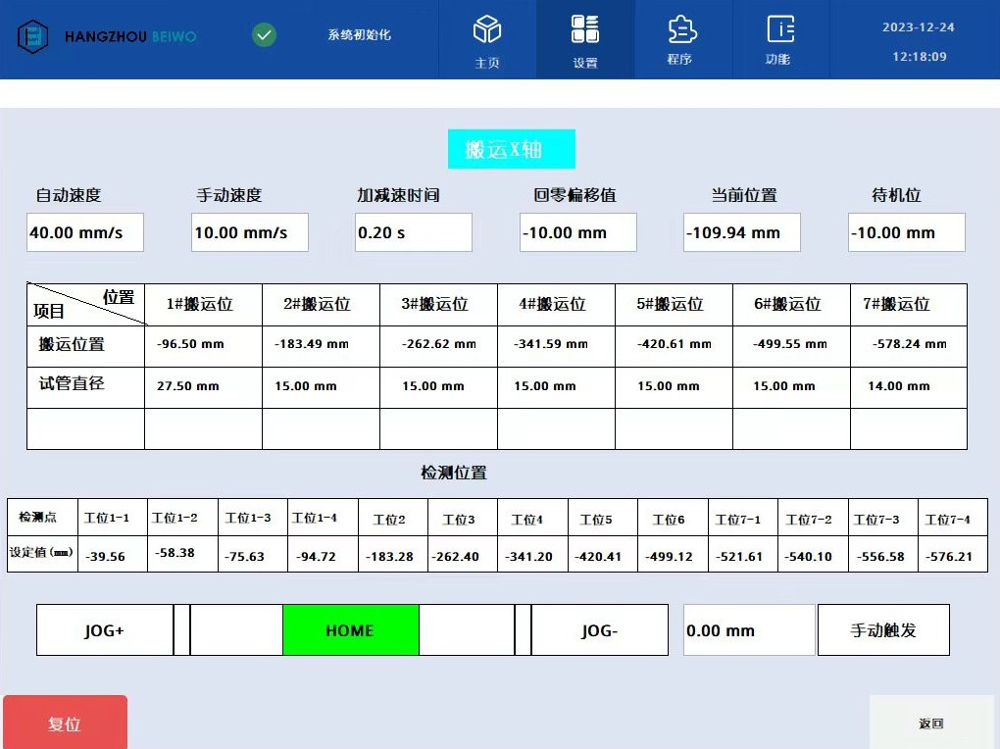 HANGZHOU BEIWO
系统初始化
主页
设置
程序
功能
2023-12-24
12:18:09
搬运X轴
自动速度 手动速度 加减速时间 回零偏移值 当前位置 待机位
40.00 mm/s 10.00 mm/s 0.20 s -10.00 mm -109.94 mm -10.00 mm
位置
项目
1#搬运位 2#搬运位 3#搬运位 4#搬运位 5#搬运位 6#搬运位 7#搬运位
搬运位置 -96.50 mm -183.49 mm -262.62 mm -341.59 mm -420.61 mm -499.55 mm -578.24 mm
试管直径 27.50 mm 15.00 mm 15.00 mm 15.00 mm 15.00 mm 15.00 mm 14.00 mm
检测位置
检测点 工位1-1 工位1-2 工位1-3 工位1-4 工位2 工位3 工位4 工位5 工位6 工位7-1 工位7-2 工位7-3 工位7-4
设定值(mm) -39.56 -58.38 -75.63 -94.72 -183.28 -262.40 -341.20 -420.41 -499.12 -521.61 -540.10 -556.58 -576.21
JOG+ HOME JOG- 0.00 mm 手动触发
复位 返回